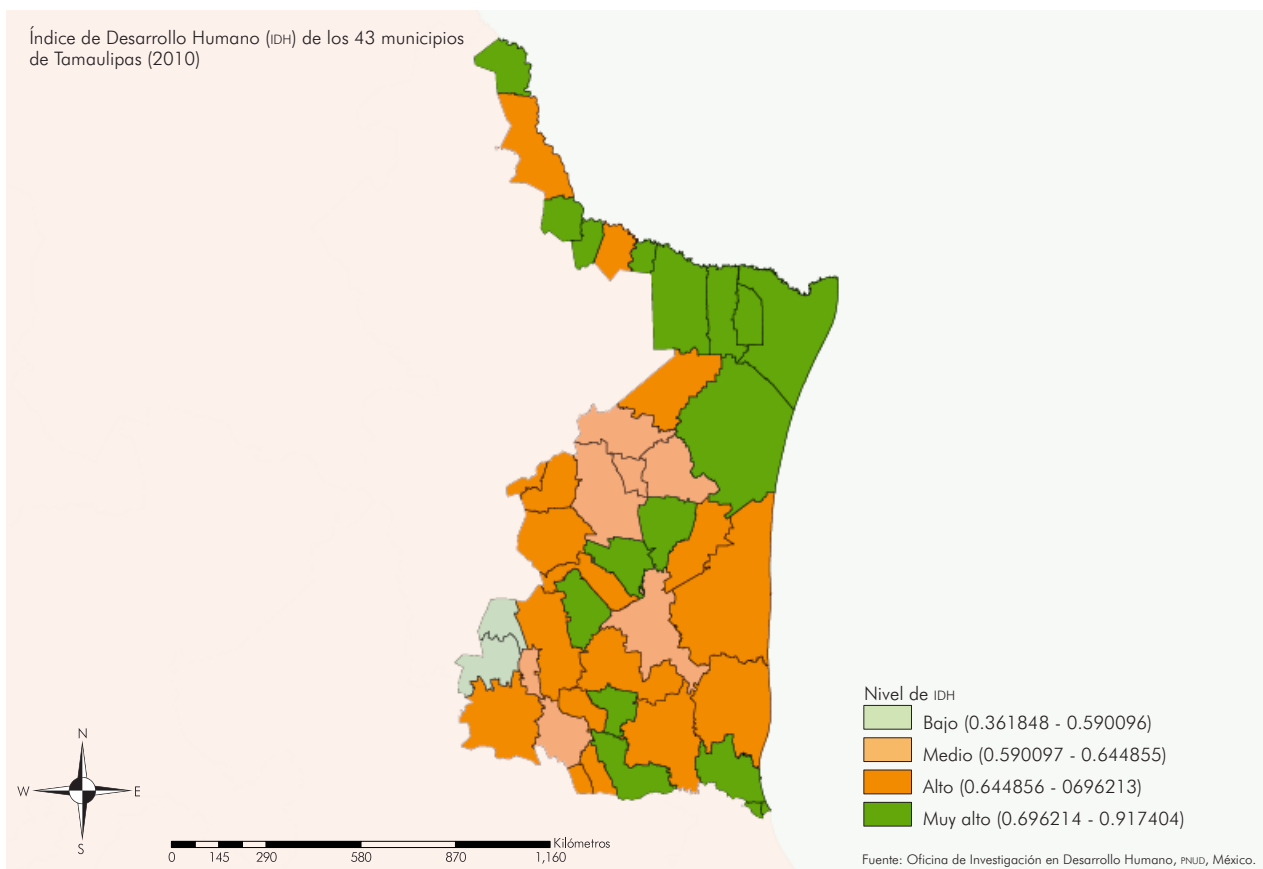 Índice de Desarrollo Humano (IDH) de los 43 municipios
de Tamaulipas (2010)
Nivel de IDH
Bajo (0.361848 - 0.590096)
Medio (0.590097 - 0.644855)
Alto (0.644856 - 0696213)
Muy alto (0.696214 - 0.917404)
N
W E
S
Kilómetros
0 145 290 580 870 1,160
Fuente: Oficina de Investigación en Desarrollo Humano, PNUD, México.